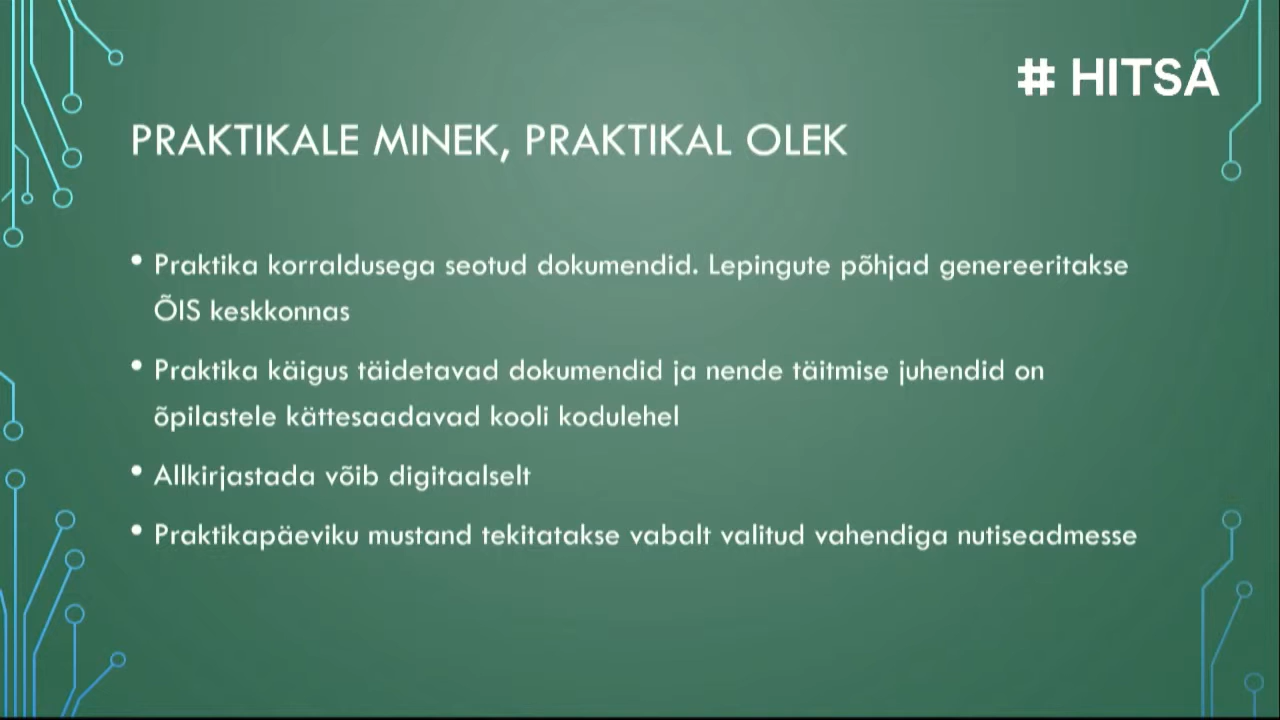 # HITSA
PRAKTIKALE MINEK, PRAKTIKAL OLEK
• Praktika korraldusega seotud dokumendid. Lepingute põhjad genereeritakse
ÕIS keskkonnas
• Praktika käigus täidetavad dokumendid ja nende täitmise juhendid on
õpilastele kättesaadavad kooli kodulehel
• Allkirjastada võib digitaalselt
• Praktikapäeviku mustand tekitatakse vabalt valitud vahendiga nutiseadmesse